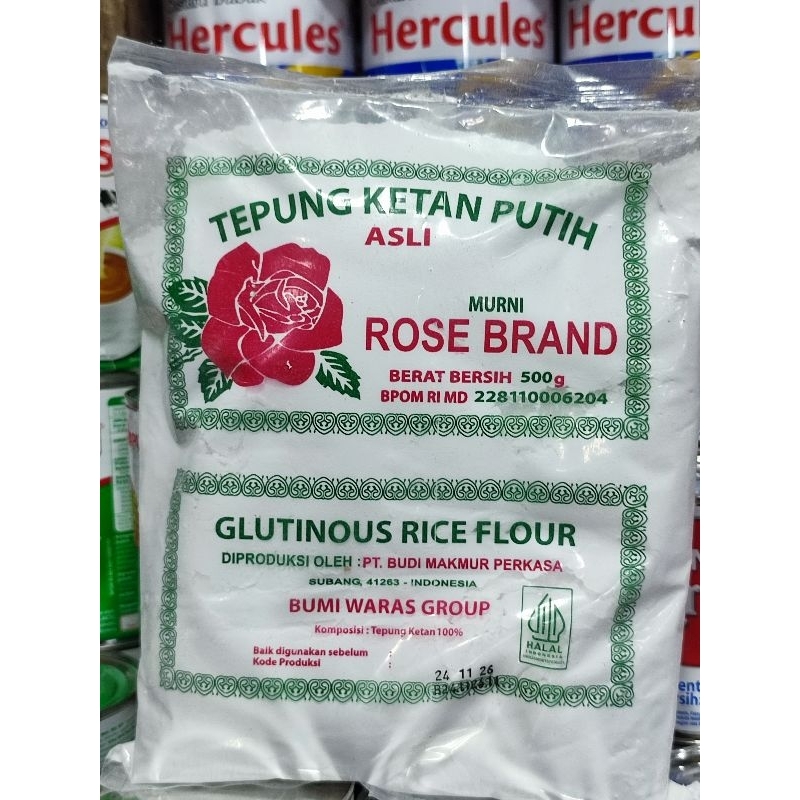 Hercules
Hercules
Hercules
TEPUNG KETAN PUTIH
ASLI
MURNI
ROSE BRAND
BERAT BERSIH 500g
BPOM RI MD 228110006204
GLUTINOUS RICE FLOUR
DIPRODUKSI OLEH : PT. BUDI MAKMUR PERKASA
SUBANG, 41263 - INDONESIA
BUMI WARAS GROUP
Komposisi : Tepung Ketan 100%
HALAL
INDONESIA
Baik digunakan sebelum :
Kode Produksi :
24 11 26